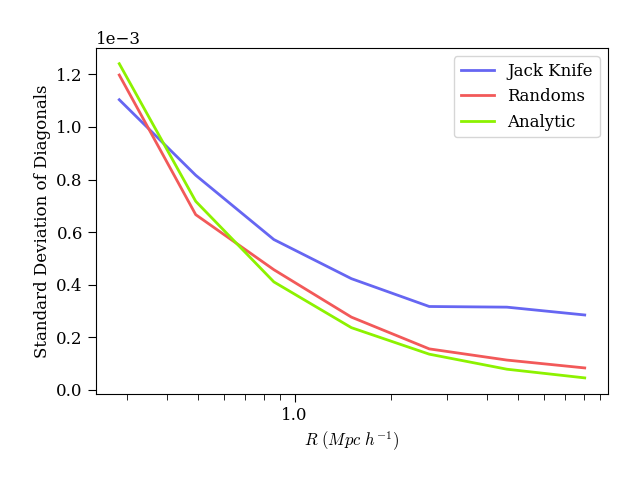 1e−3
Standard Deviation of Diagonals
1.2
1.0
0.8
0.6
0.4
0.2
0.0
Jack Knife
Randoms
Analytic
1.0
R (Mpc h⁻¹)